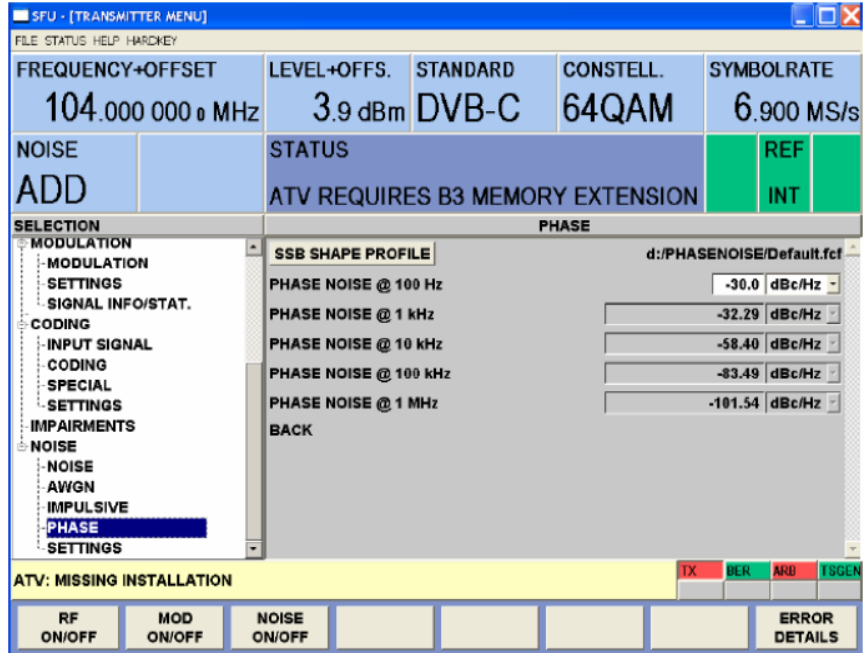 SFU - [TRANSMITTER MENU]
FILE STATUS HELP HARDKEY
FREQUENCY+OFFSET LEVEL+OFFS. STANDARD CONSTELL. SYMBOLRATE
104.000 000 0 MHz 3.9 dBm DVB-C 64QAM 6.900 MS/s
NOISE STATUS REF
ADD ATV REQUIRES B3 MEMORY EXTENSION INT
SELECTION PHASE
MODULATION
MODULATION
SETTINGS
SIGNAL INFO/STAT.
CODING
INPUT SIGNAL
CODING
SPECIAL
SETTINGS
IMPAIRMENTS
NOISE
NOISE
AWGN
IMPULSIVE
PHASE
SETTINGS
SSB SHAPE PROFILE d:/PHASENOISE/Default.fcf
PHASE NOISE @ 100 Hz -30.0 dBc/Hz
PHASE NOISE @ 1 kHz -32.29 dBc/Hz
PHASE NOISE @ 10 kHz -58.40 dBc/Hz
PHASE NOISE @ 100 kHz -83.49 dBc/Hz
PHASE NOISE @ 1 MHz -101.54 dBc/Hz
BACK
ATV: MISSING INSTALLATION
TX BER ARB TSGEN
RF ON/OFF
MOD ON/OFF
NOISE ON/OFF
ERROR DETAILS